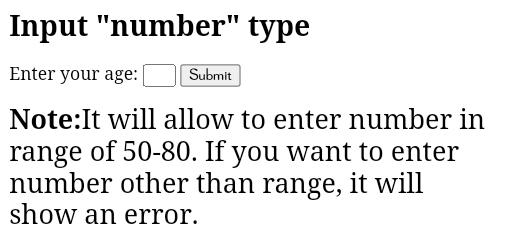 Input "number" type
Enter your age: Submit
Note:It will allow to enter number in
range of 50-80. If you want to enter
number other than range, it will
show an error.